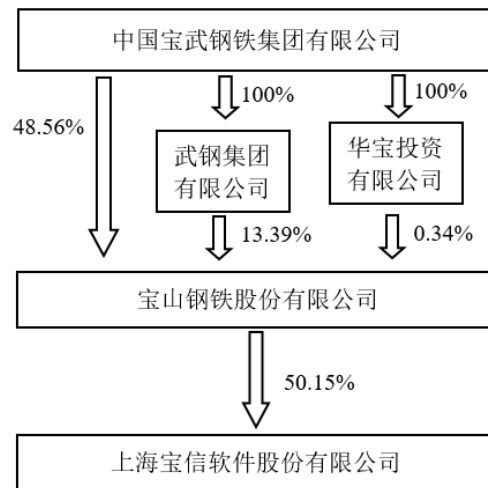 中国宝武钢铁集团有限公司
48.56%
100%
100%
武钢集团
有限公司
华宝投资
有限公司
13.39%
0.34%
宝山钢铁股份有限公司
50.15%
上海宝信软件股份有限公司